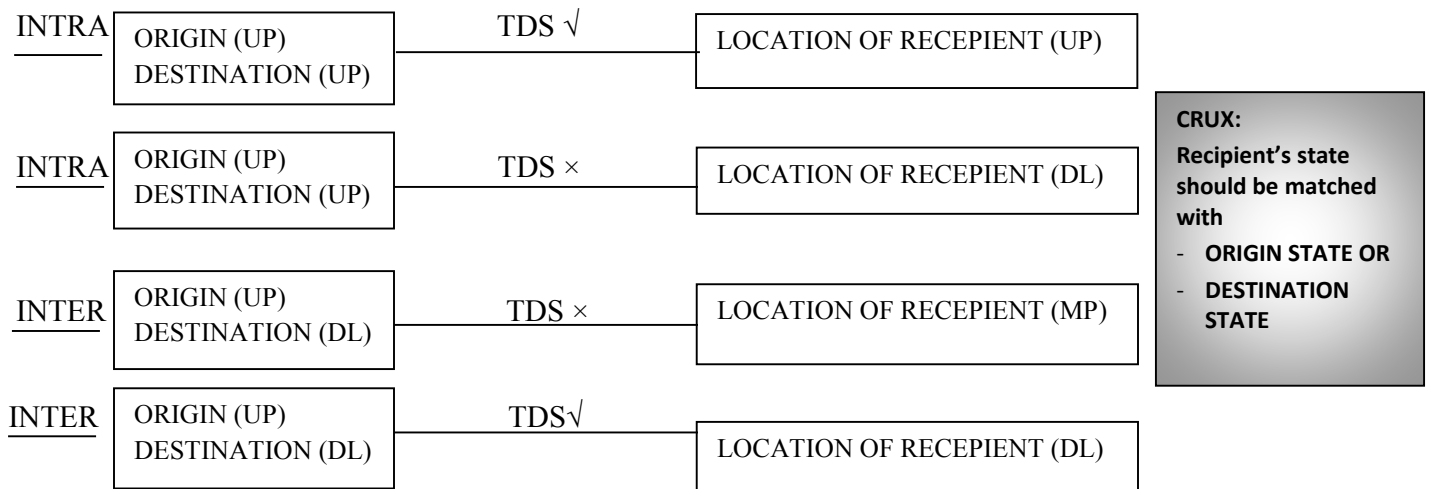 INTRA
ORIGIN (UP)
DESTINATION (UP)
TDS √
LOCATION OF RECEPIENT (UP)
INTRA
ORIGIN (UP)
DESTINATION (UP)
TDS ×
LOCATION OF RECEPIENT (DL)
INTER
ORIGIN (UP)
DESTINATION (DL)
TDS ×
LOCATION OF RECEPIENT (MP)
INTER
ORIGIN (UP)
DESTINATION (DL)
TDS√
LOCATION OF RECEPIENT (DL)
CRUX:
Recipient’s state
should be matched
with
- ORIGIN STATE OR
- DESTINATION
STATE